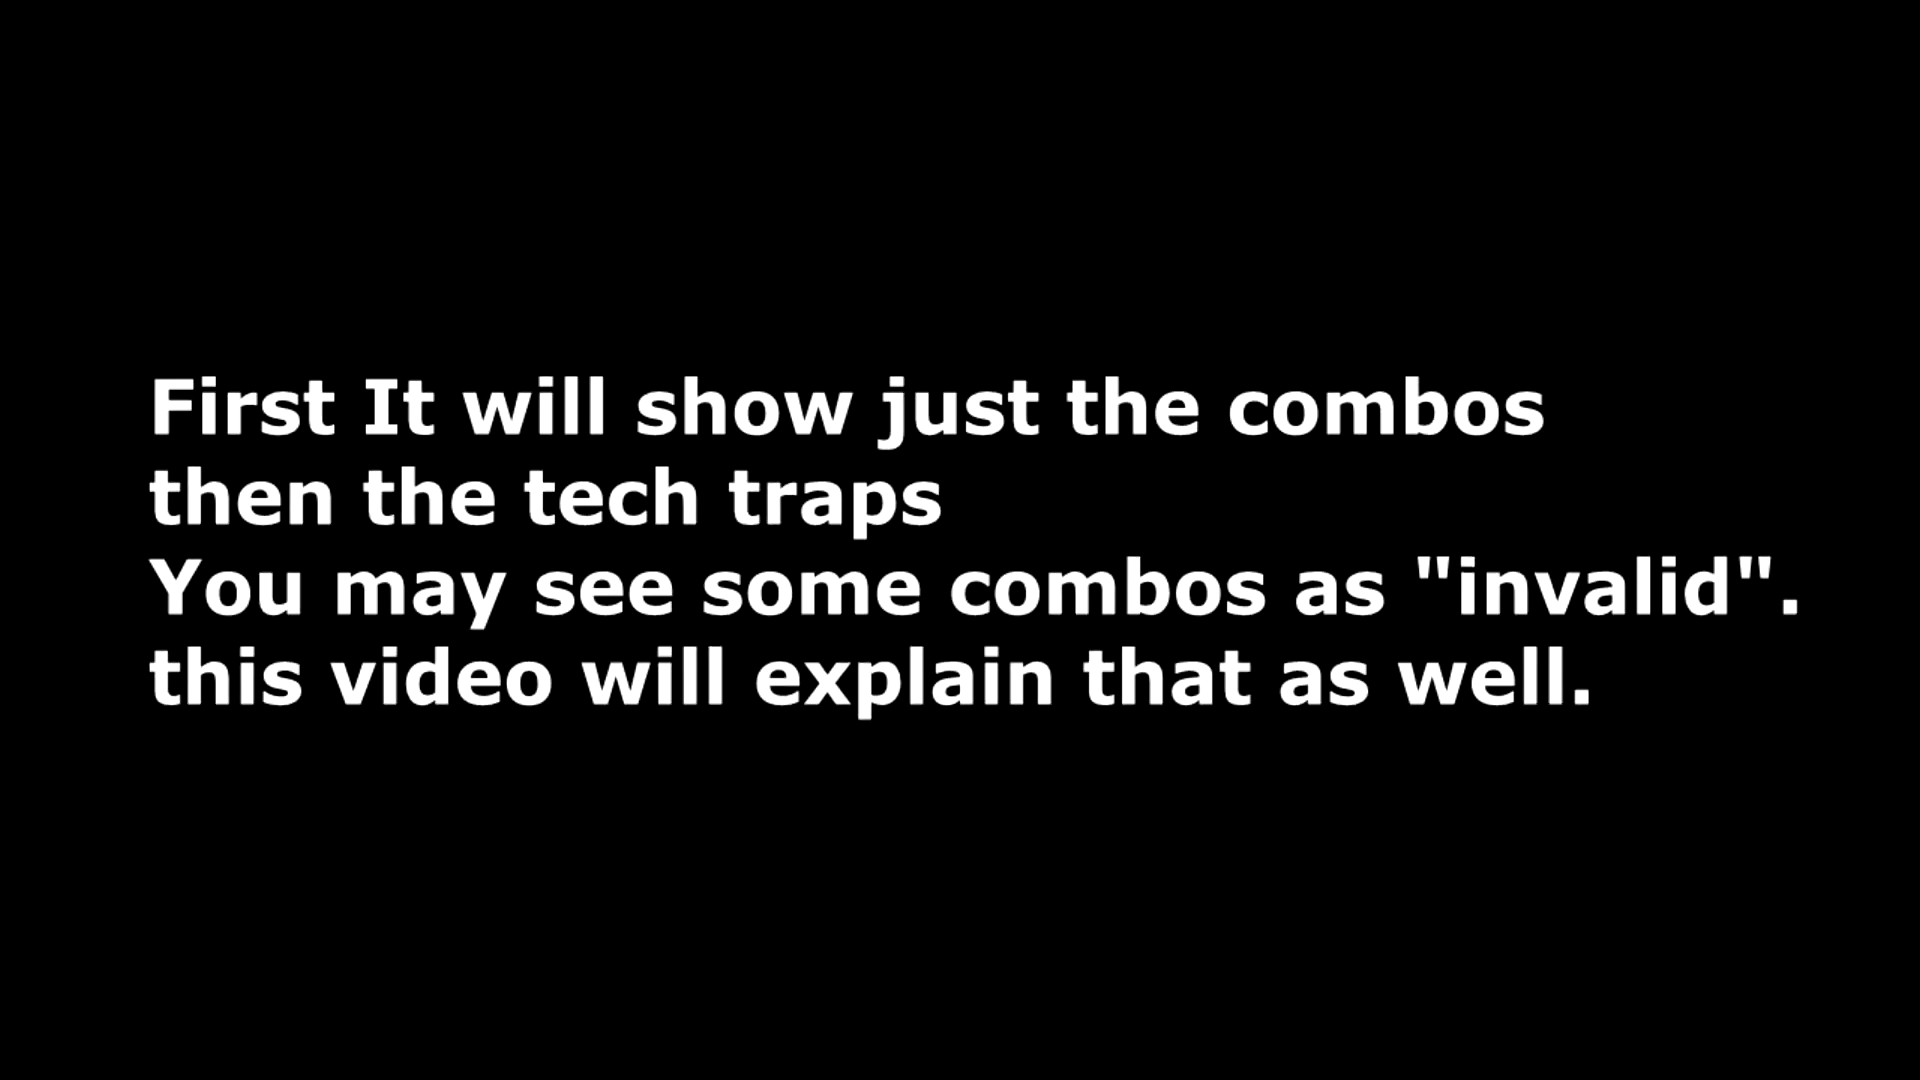 First It will show just the combos
then the tech traps
You may see some combos as "invalid".
this video will explain that as well.